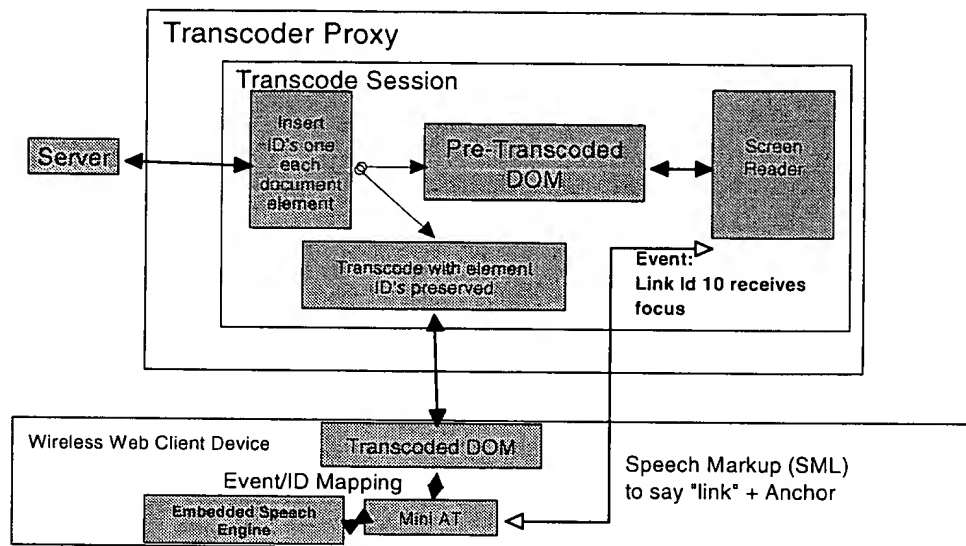 Transcoder Proxy
Transcode Session
Insert
ID's one
each
document
element
Server
Pre-Transcoded
DOM
Screen
Reader
Transcode with element
ID's preserved
Event:
Link Id 10 receives
focus
Wireless Web Client Device
Transcoded DOM
Event/ID Mapping
Embedded Speech
Engine
Mini AT
Speech Markup (SML)
to say "link" + Anchor